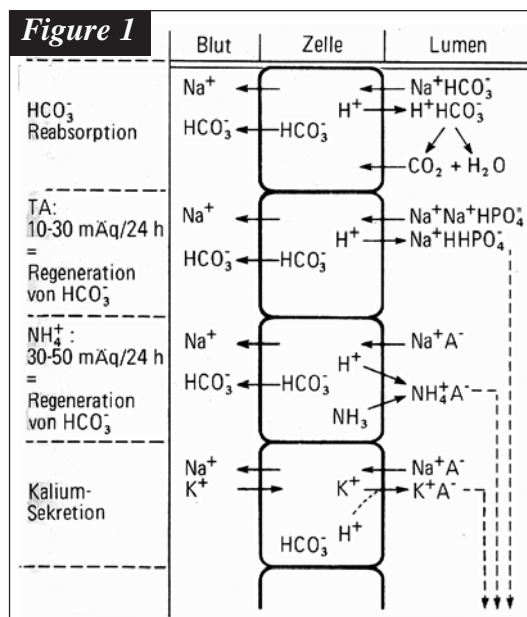 Figure 1
Blut Zelle Lumen
HCO₃⁻
Reabsorption
Na⁺ Na⁺HCO₃⁻
H⁺ H⁺HCO₃⁻
HCO₃⁻ HCO₃⁻
CO₂ + H₂O
TA:
10-30 mÄq/24 h
=
Regeneration
von HCO₃⁻
Na⁺ Na⁺Na⁺HPO₄⁻
H⁺ Na⁺HHPO₄⁻
HCO₃⁻ HCO₃⁻
NH₄⁺:
30-50 mÄq/24 h
=
Regeneration
von HCO₃⁻
Na⁺ Na⁺A⁻
H⁺
HCO₃⁻ HCO₃⁻ NH₄⁺A⁻
NH₃
Kalium-
Sekretion
Na⁺ Na⁺A⁻
K⁺ K⁺ K⁺A⁻
H⁺
HCO₃⁻